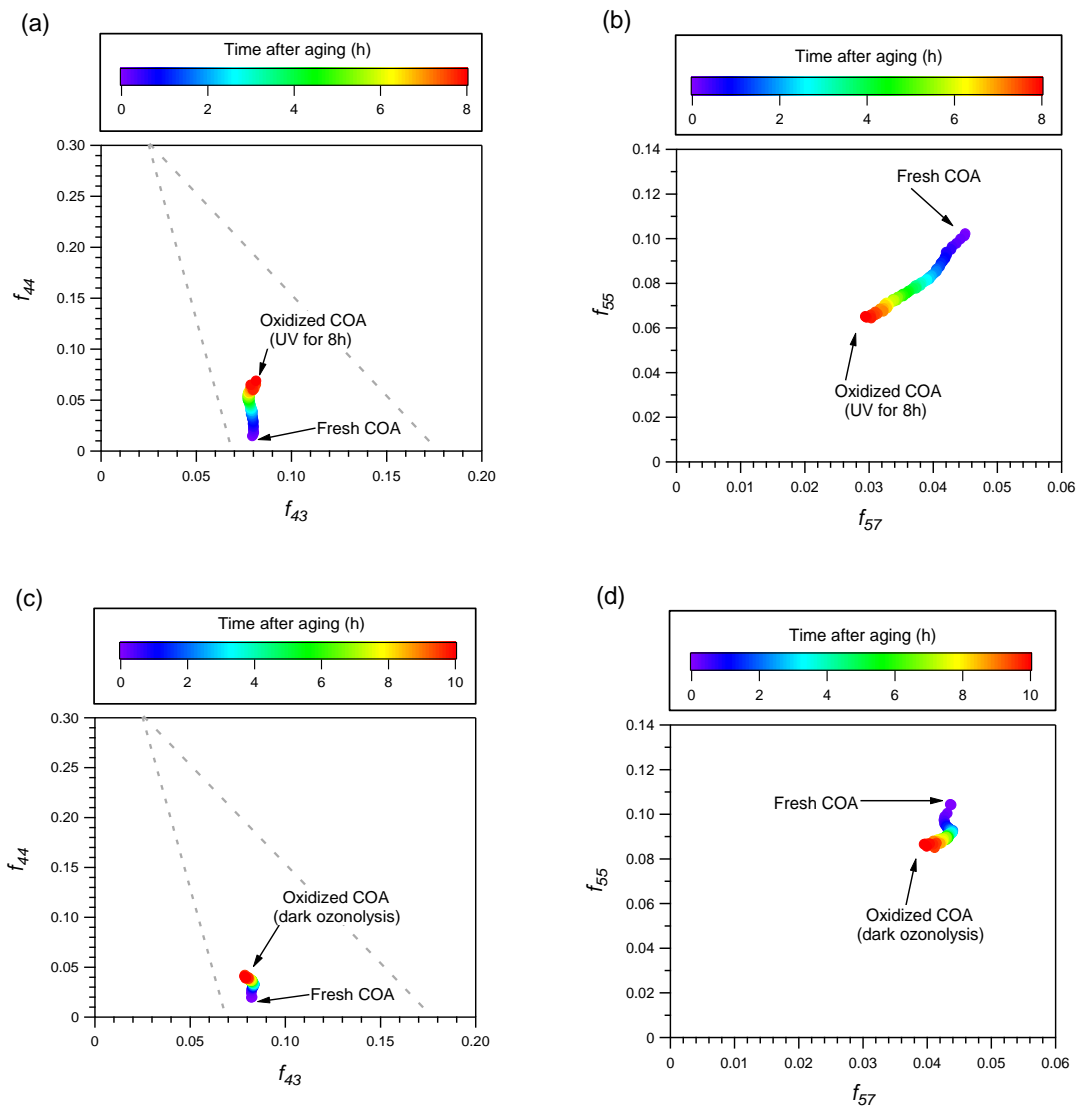 (a)
Time after aging (h)
0 2 4 6 8
0.30
0.25
0.20
0.15
0.10
0.05
0
f44
Oxidized COA
(UV for 8h)
Fresh COA
0 0.05 0.10 0.15 0.20
f43
(b)
Time after aging (h)
0 2 4 6 8
0.14
0.12
0.10
0.08
0.06
0.04
0.02
0
f55
Fresh COA
Oxidized COA
(UV for 8h)
0 0.01 0.02 0.03 0.04 0.05 0.06
f57
(c)
Time after aging (h)
0 2 4 6 8 10
0.30
0.25
0.20
0.15
0.10
0.05
0
f44
Oxidized COA
(dark ozonolysis)
Fresh COA
0 0.05 0.10 0.15 0.20
f43
(d)
Time after aging (h)
0 2 4 6 8 10
0.14
0.12
0.10
0.08
0.06
0.04
0.02
0
f55
Fresh COA
Oxidized COA
(dark ozonolysis)
0 0.01 0.02 0.03 0.04 0.05 0.06
f57